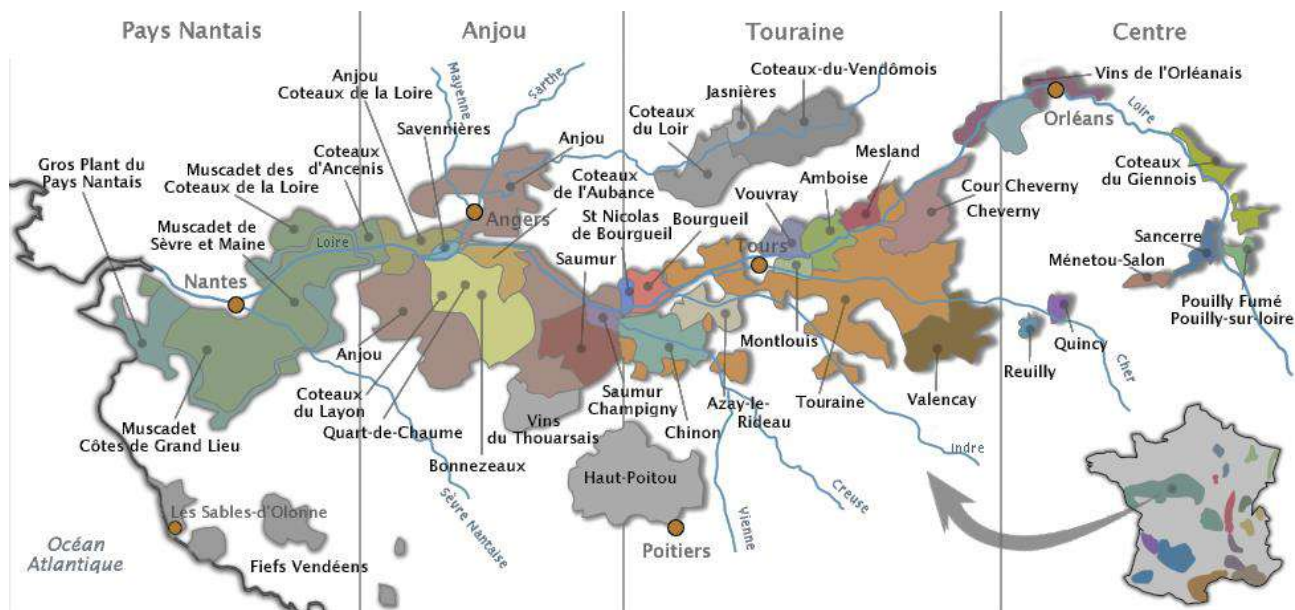 Pays Nantais
Anjou
Touraine
Centre
Mayenne
Sarthe
Anjou
Coteaux de la Loire
Savennières
Coteaux
d'Ancenis
Muscadet des
Coteaux de la Loire
Gros Plant du
Pays Nantais
Muscadet de
Sèvre et Maine
Loire
Nantes
Anjou
Angers
Coteaux
de l'Aubance
St Nicolas
de Bourgueil
Saumur
Bourgueil
Coteaux
du Loir
Jasnières
Coteaux-du-Vendômois
Vouvray
Amboise
Mesland
Tours
Cour Cheverny
Cheverny
Vins de l'Orléanais
Orléans
Loire
Coteaux
du Giennois
Sancerre
Ménetou-Salon
Pouilly Fumé
Pouilly-sur-loire
Quincy
Reuilly
Cher
Montlouis
Touraine
Valencay
Azay-le-
Rideau
Chinon
Saumur
Champigny
Anjou
Coteaux
du Layon
Quart-de-Chaume
Bonnezeaux
Vins
du Thouarsais
Muscadet
Côtes de Grand Lieu
Haut-Poitou
Poitiers
Vienne
Creuse
Indre
Sèvre Nantaise
Les Sables-d'Olonne
Fiefs Vendéens
Océan
Atlantique